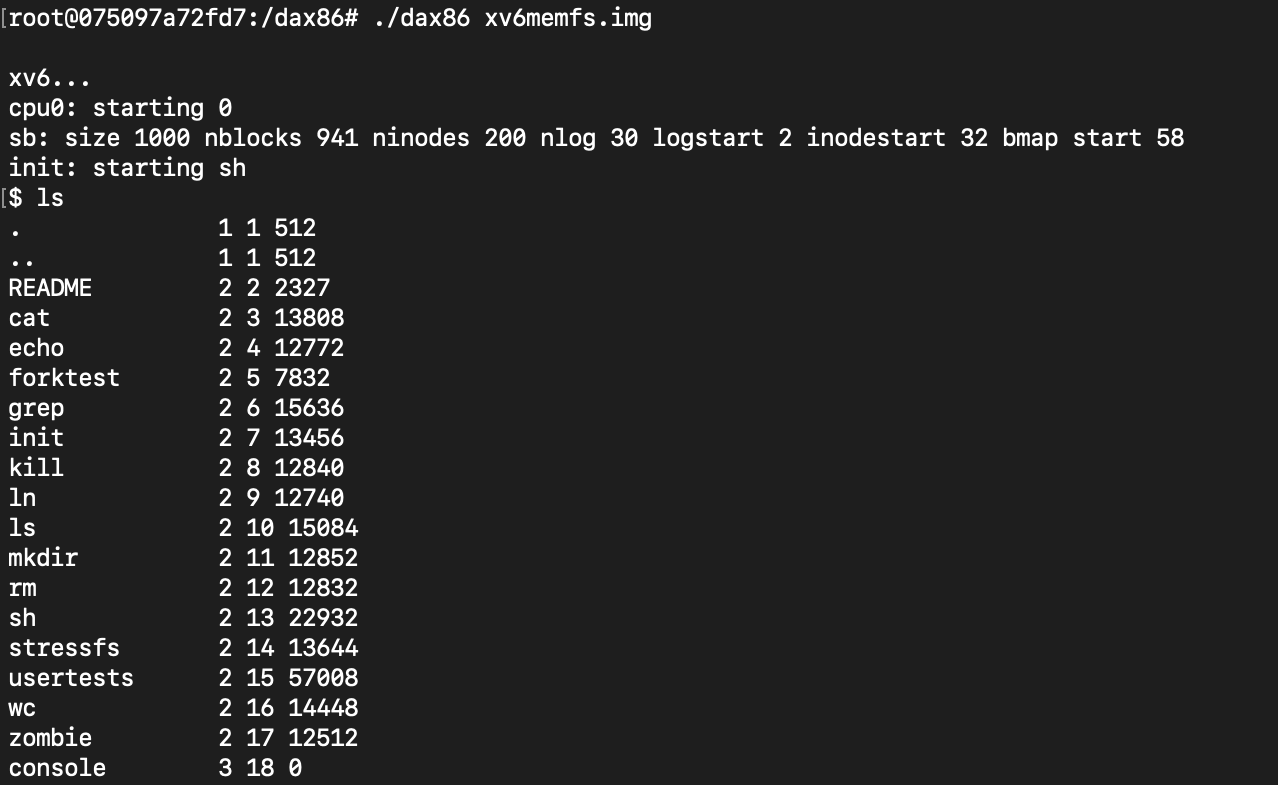 [root@075097a72fd7:/dax86# ./dax86 xv6memfs.img
xv6...
cpu0: starting 0
sb: size 1000 nblocks 941 ninodes 200 nlog 30 logstart 2 inodestart 32 bmap start 58
init: starting sh
[$ ls
.              1 1 512
..             1 1 512
README         2 2 2327
cat            2 3 13808
echo           2 4 12772
forktest       2 5 7832
grep           2 6 15636
init           2 7 13456
kill           2 8 12840
ln             2 9 12740
ls             2 10 15084
mkdir          2 11 12852
rm             2 12 12832
sh             2 13 22932
stressfs       2 14 13644
usertests      2 15 57008
wc             2 16 14448
zombie         2 17 12512
console        3 18 0